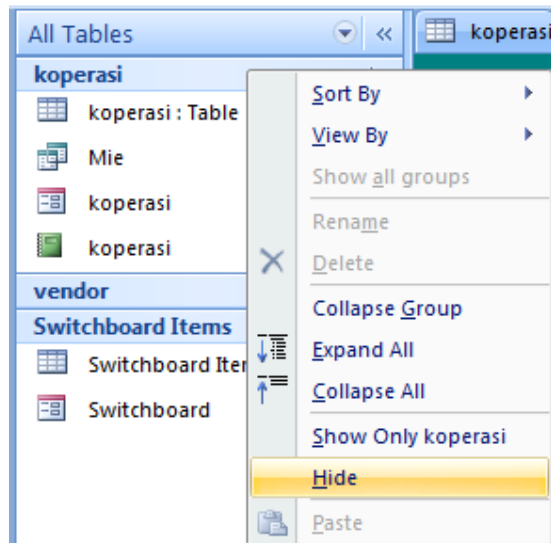 All Tables
koperasi
koperasi
koperasi : Table
Mie
koperasi
koperasi
vendor
Switchboard Items
Switchboard Iter
Switchboard
Sort By
View By
Show all groups
Rename
Delete
Collapse Group
Expand All
Collapse All
Show Only koperasi
Hide
Paste